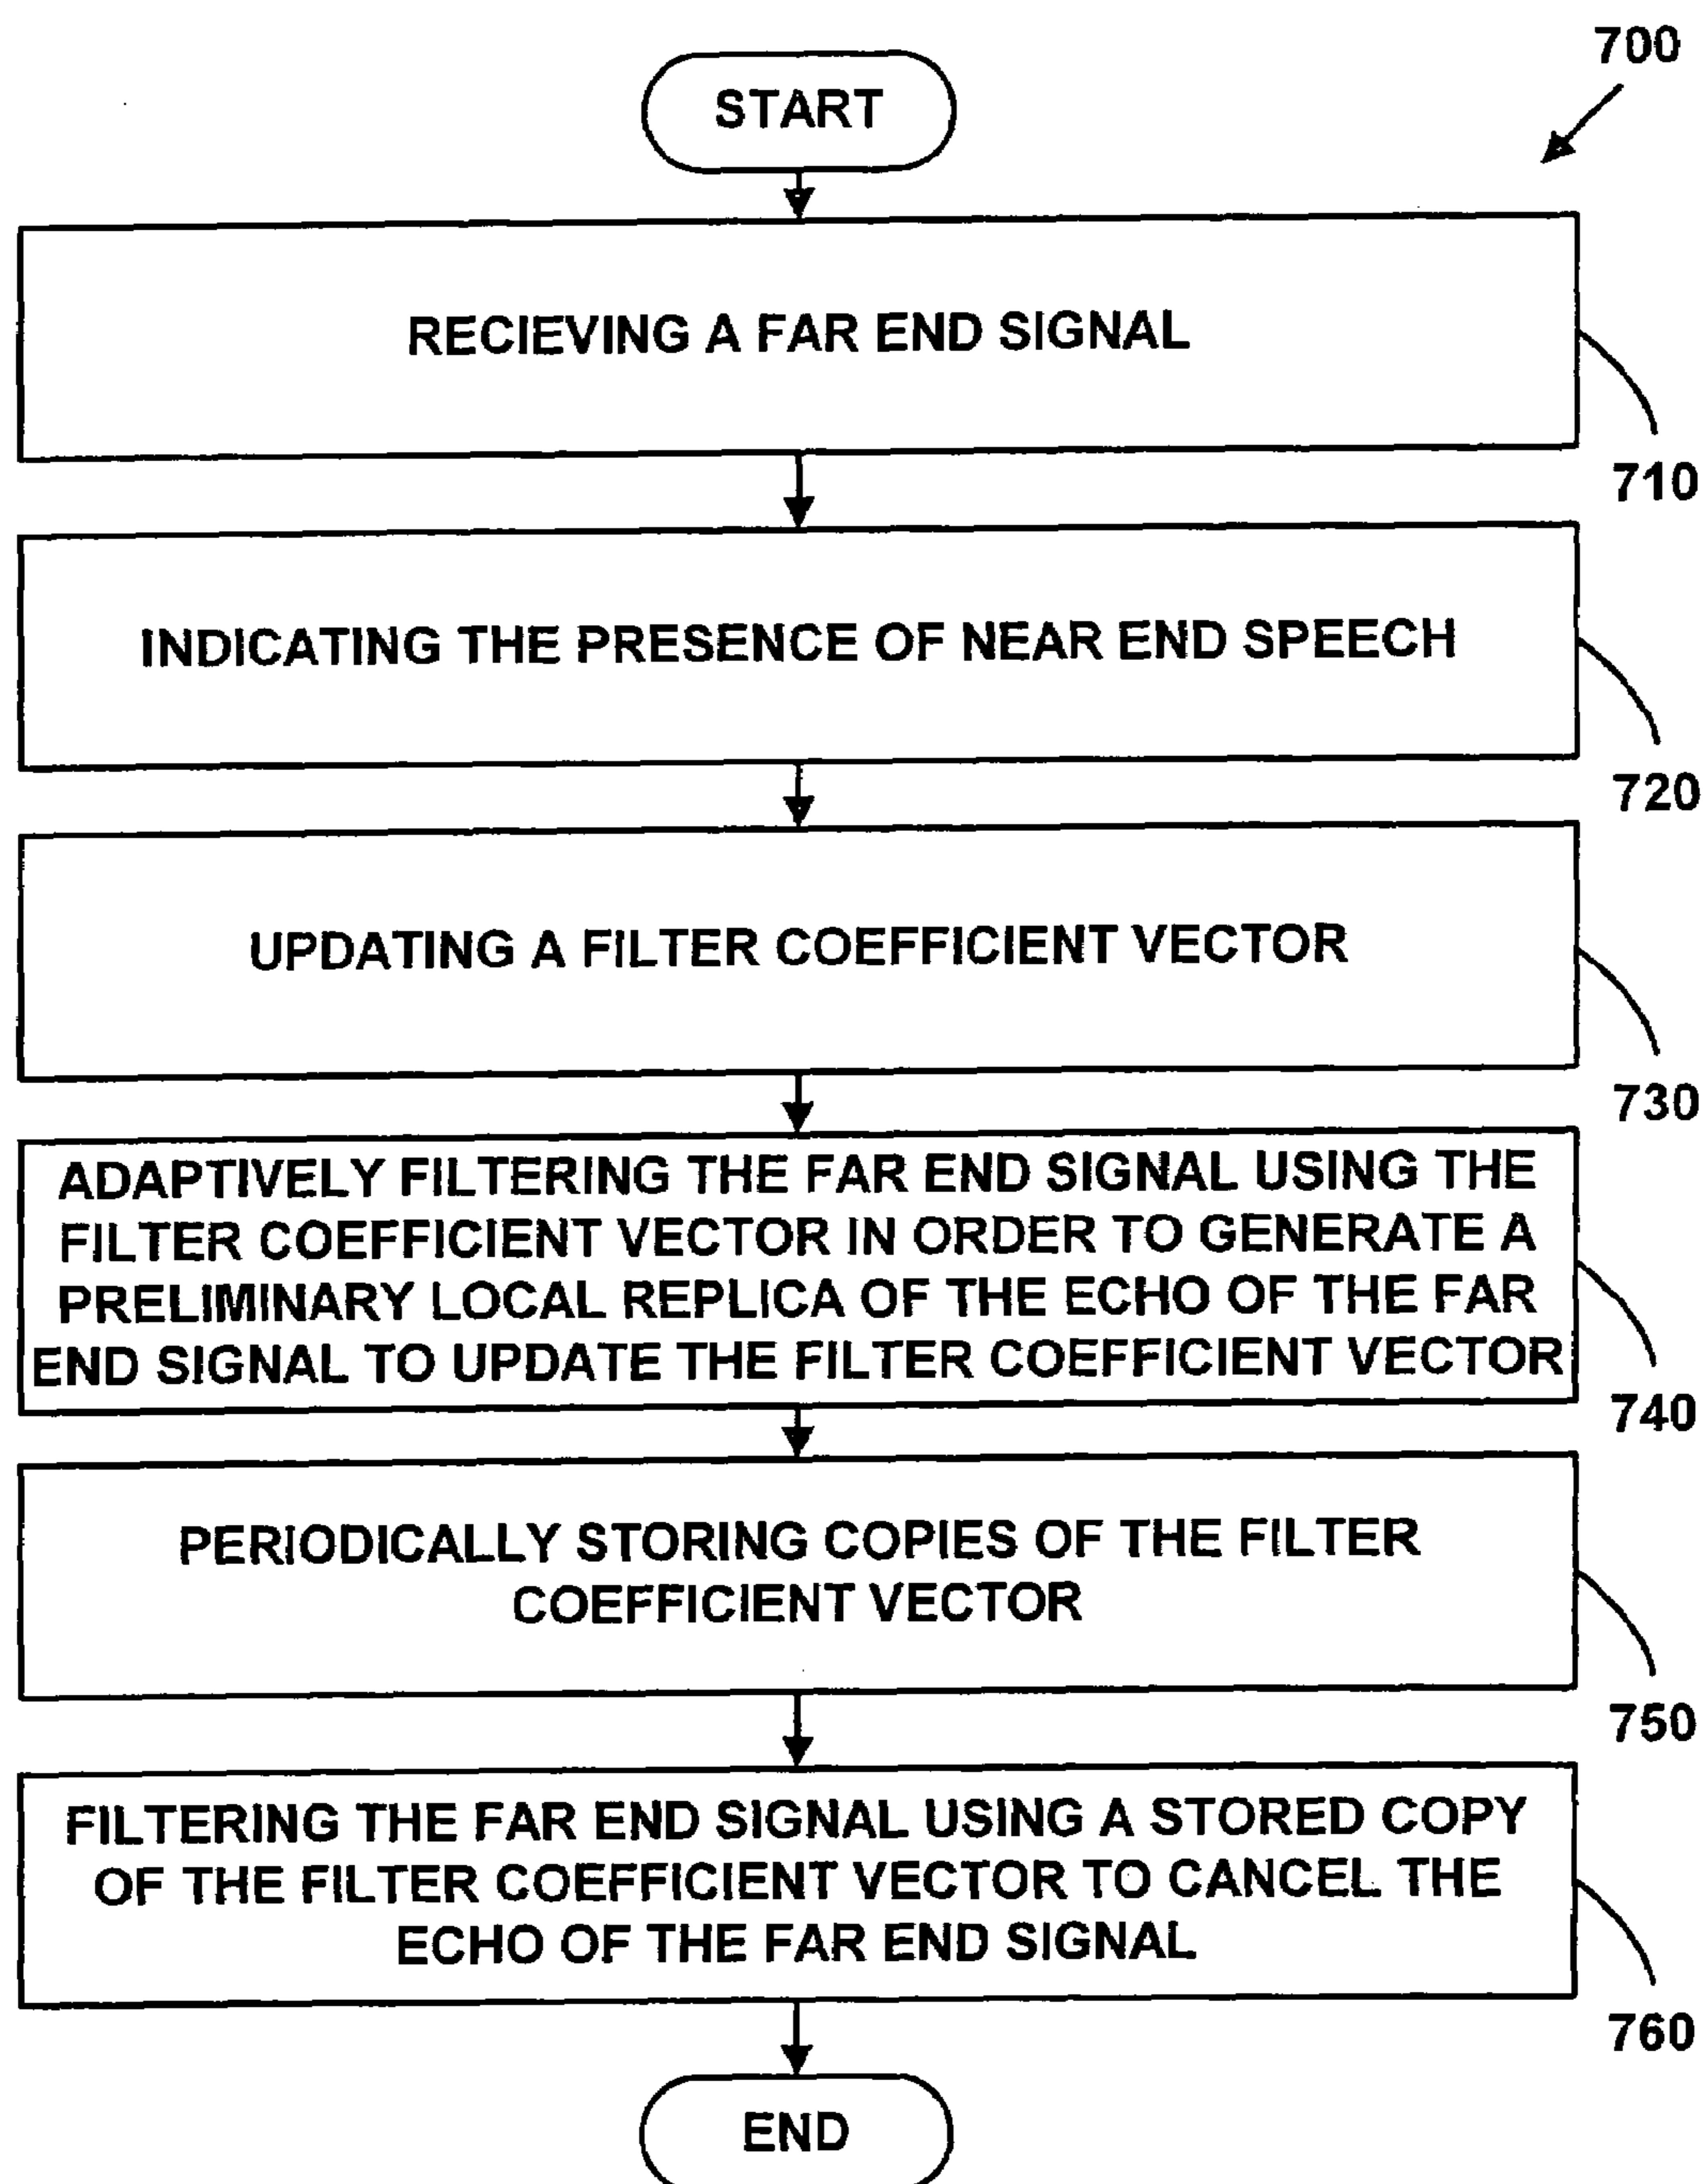 700
START
RECIEVING A FAR END SIGNAL
710
INDICATING THE PRESENCE OF NEAR END SPEECH
720
UPDATING A FILTER COEFFICIENT VECTOR
730
ADAPTIVELY FILTERING THE FAR END SIGNAL USING THE
FILTER COEFFICIENT VECTOR IN ORDER TO GENERATE A
PRELIMINARY LOCAL REPLICA OF THE ECHO OF THE FAR
END SIGNAL TO UPDATE THE FILTER COEFFICIENT VECTOR
740
PERIODICALLY STORING COPIES OF THE FILTER
COEFFICIENT VECTOR
750
FILTERING THE FAR END SIGNAL USING A STORED COPY
OF THE FILTER COEFFICIENT VECTOR TO CANCEL THE
ECHO OF THE FAR END SIGNAL
760
END